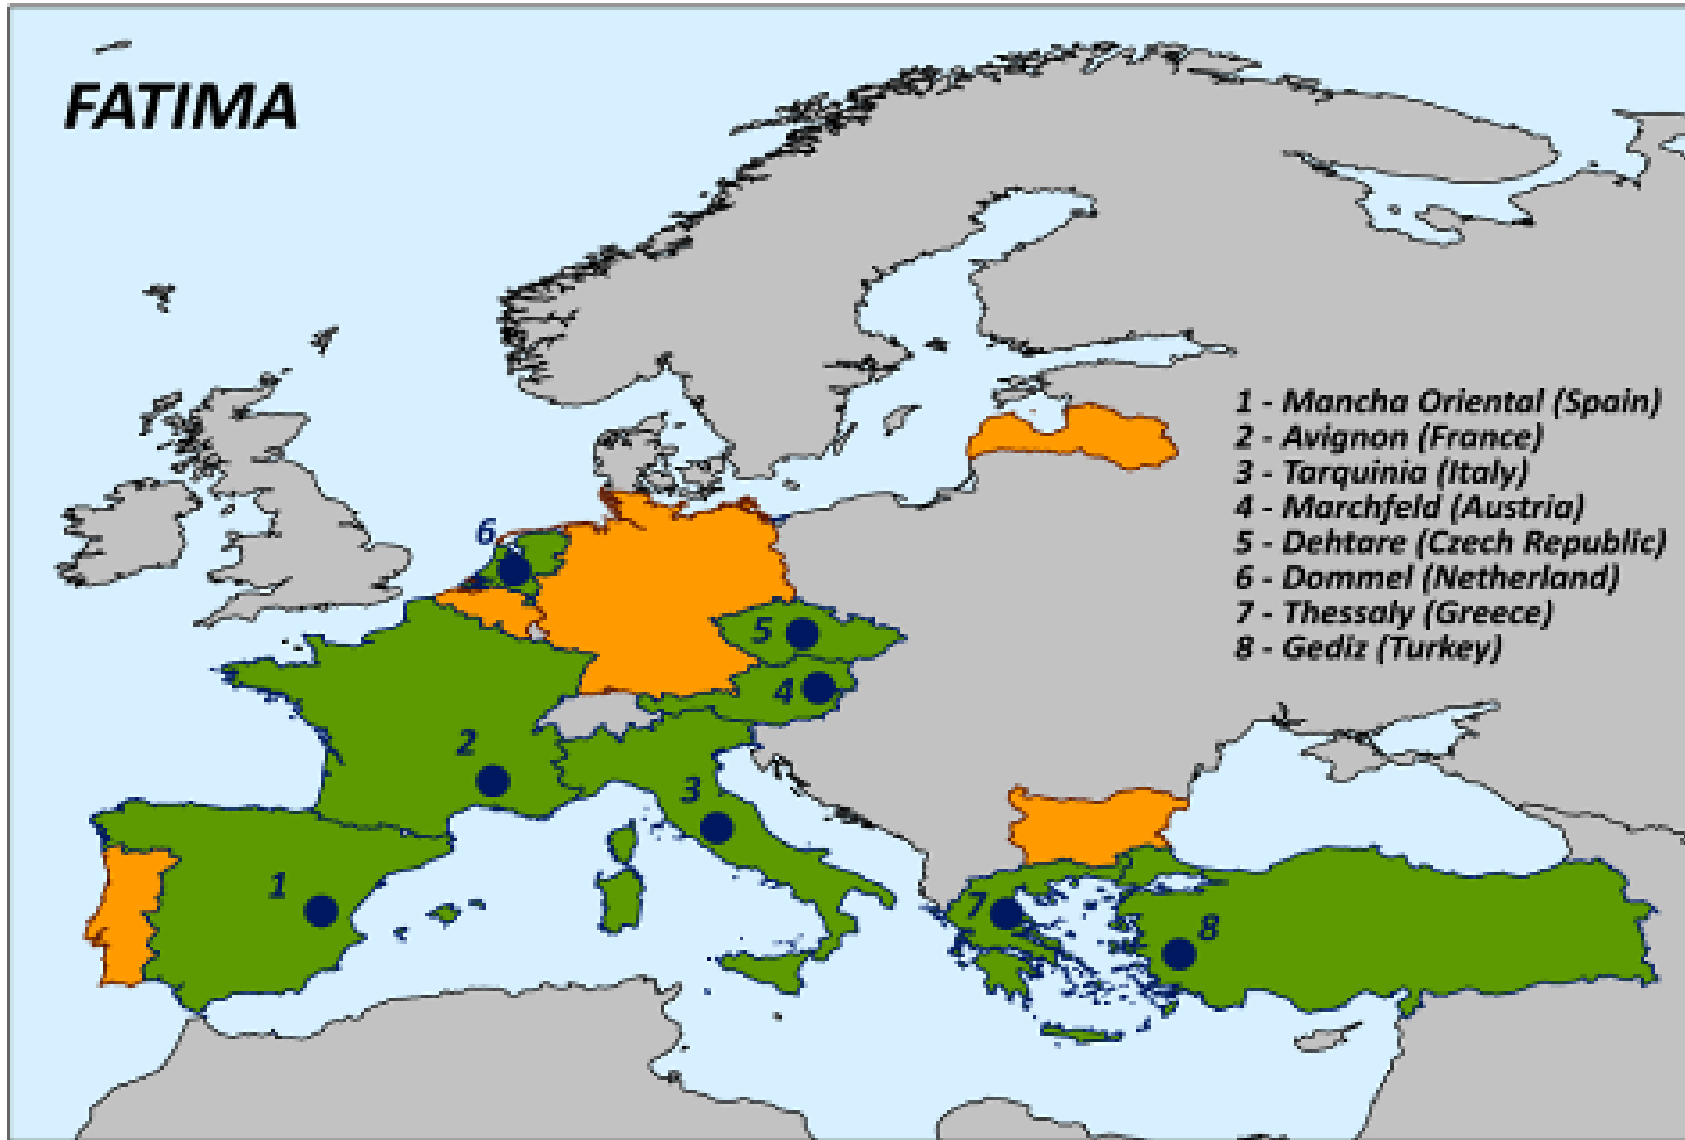 FATIMA
1 - Mancha Oriental (Spain)
2 - Avignon (France)
3 - Tarquinia (Italy)
4 - Marchfeld (Austria)
5 - Dehtare (Czech Republic)
6 - Dommel (Netherland)
7 - Thessaly (Greece)
8 - Gediz (Turkey)
6
5
4
2
3
1
7
8